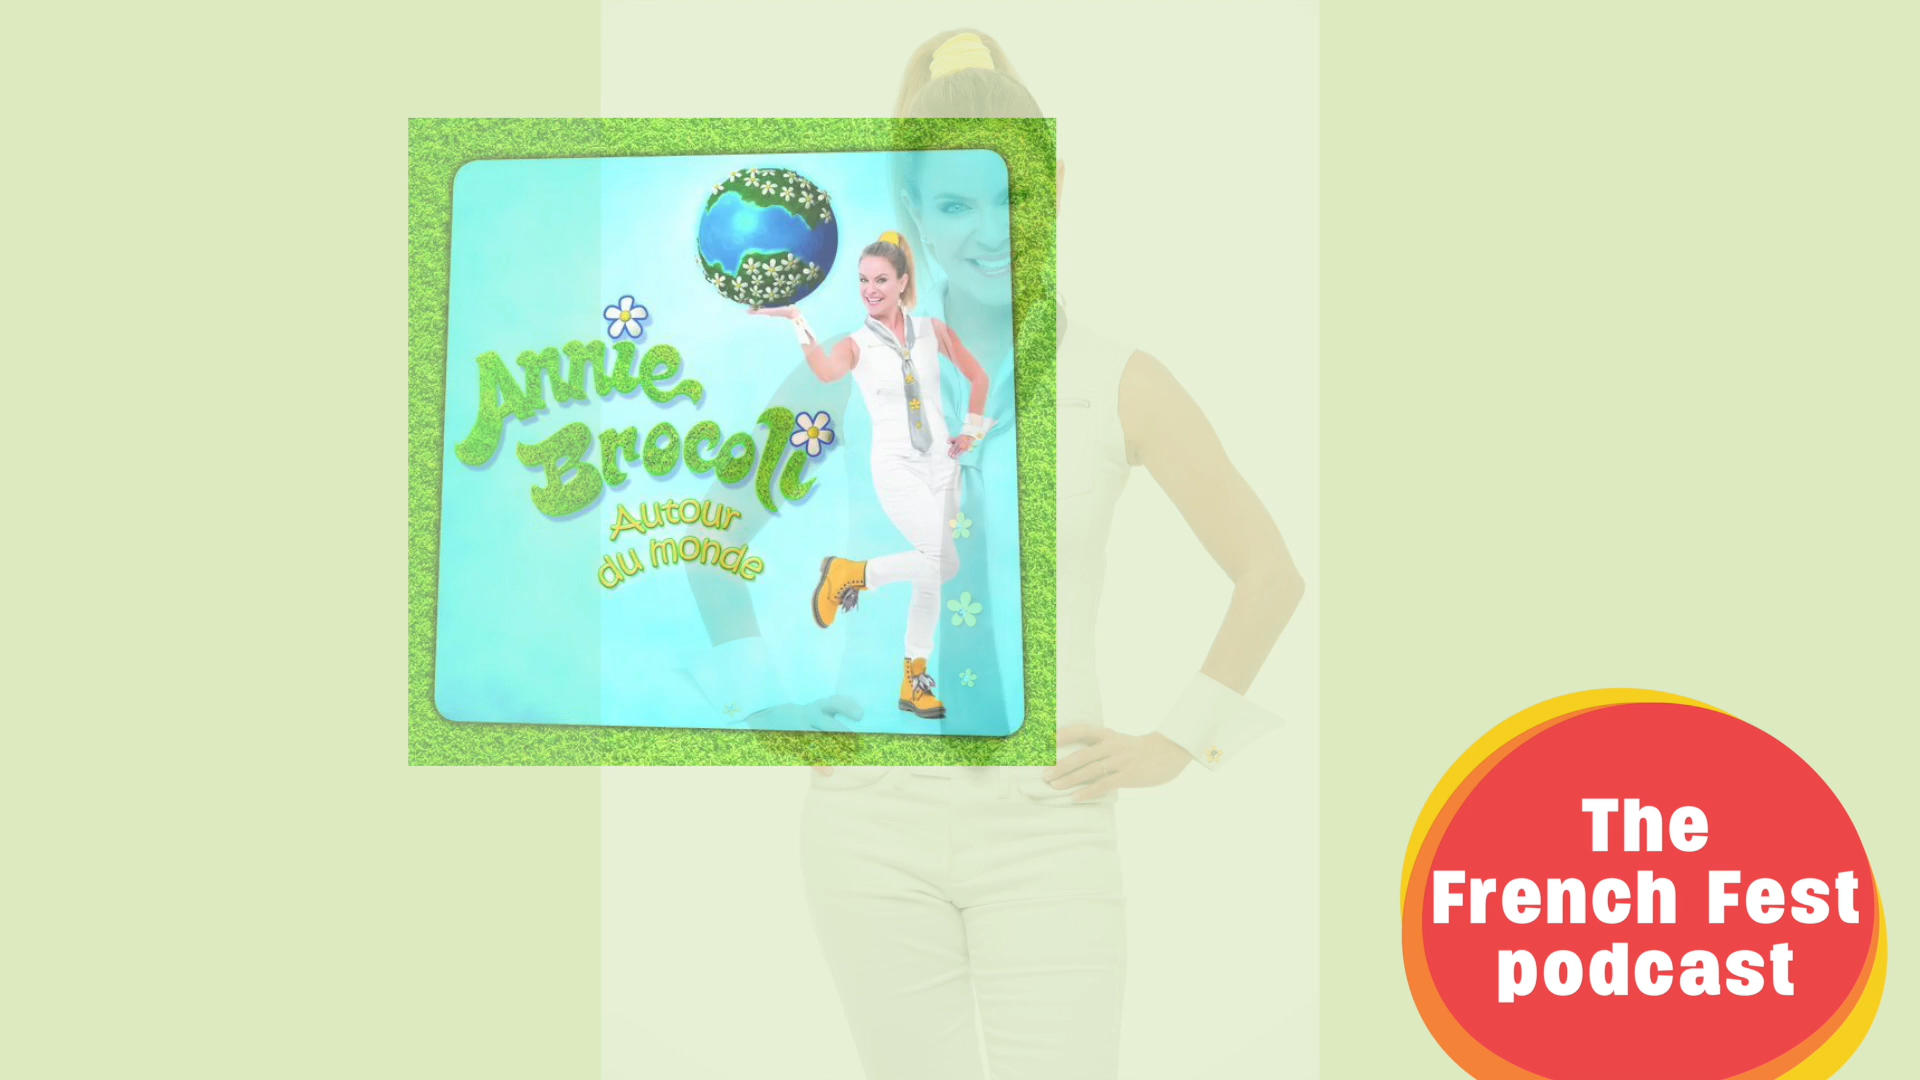 Annie
Brocoli
Autour
du monde
The
French Fest
podcast